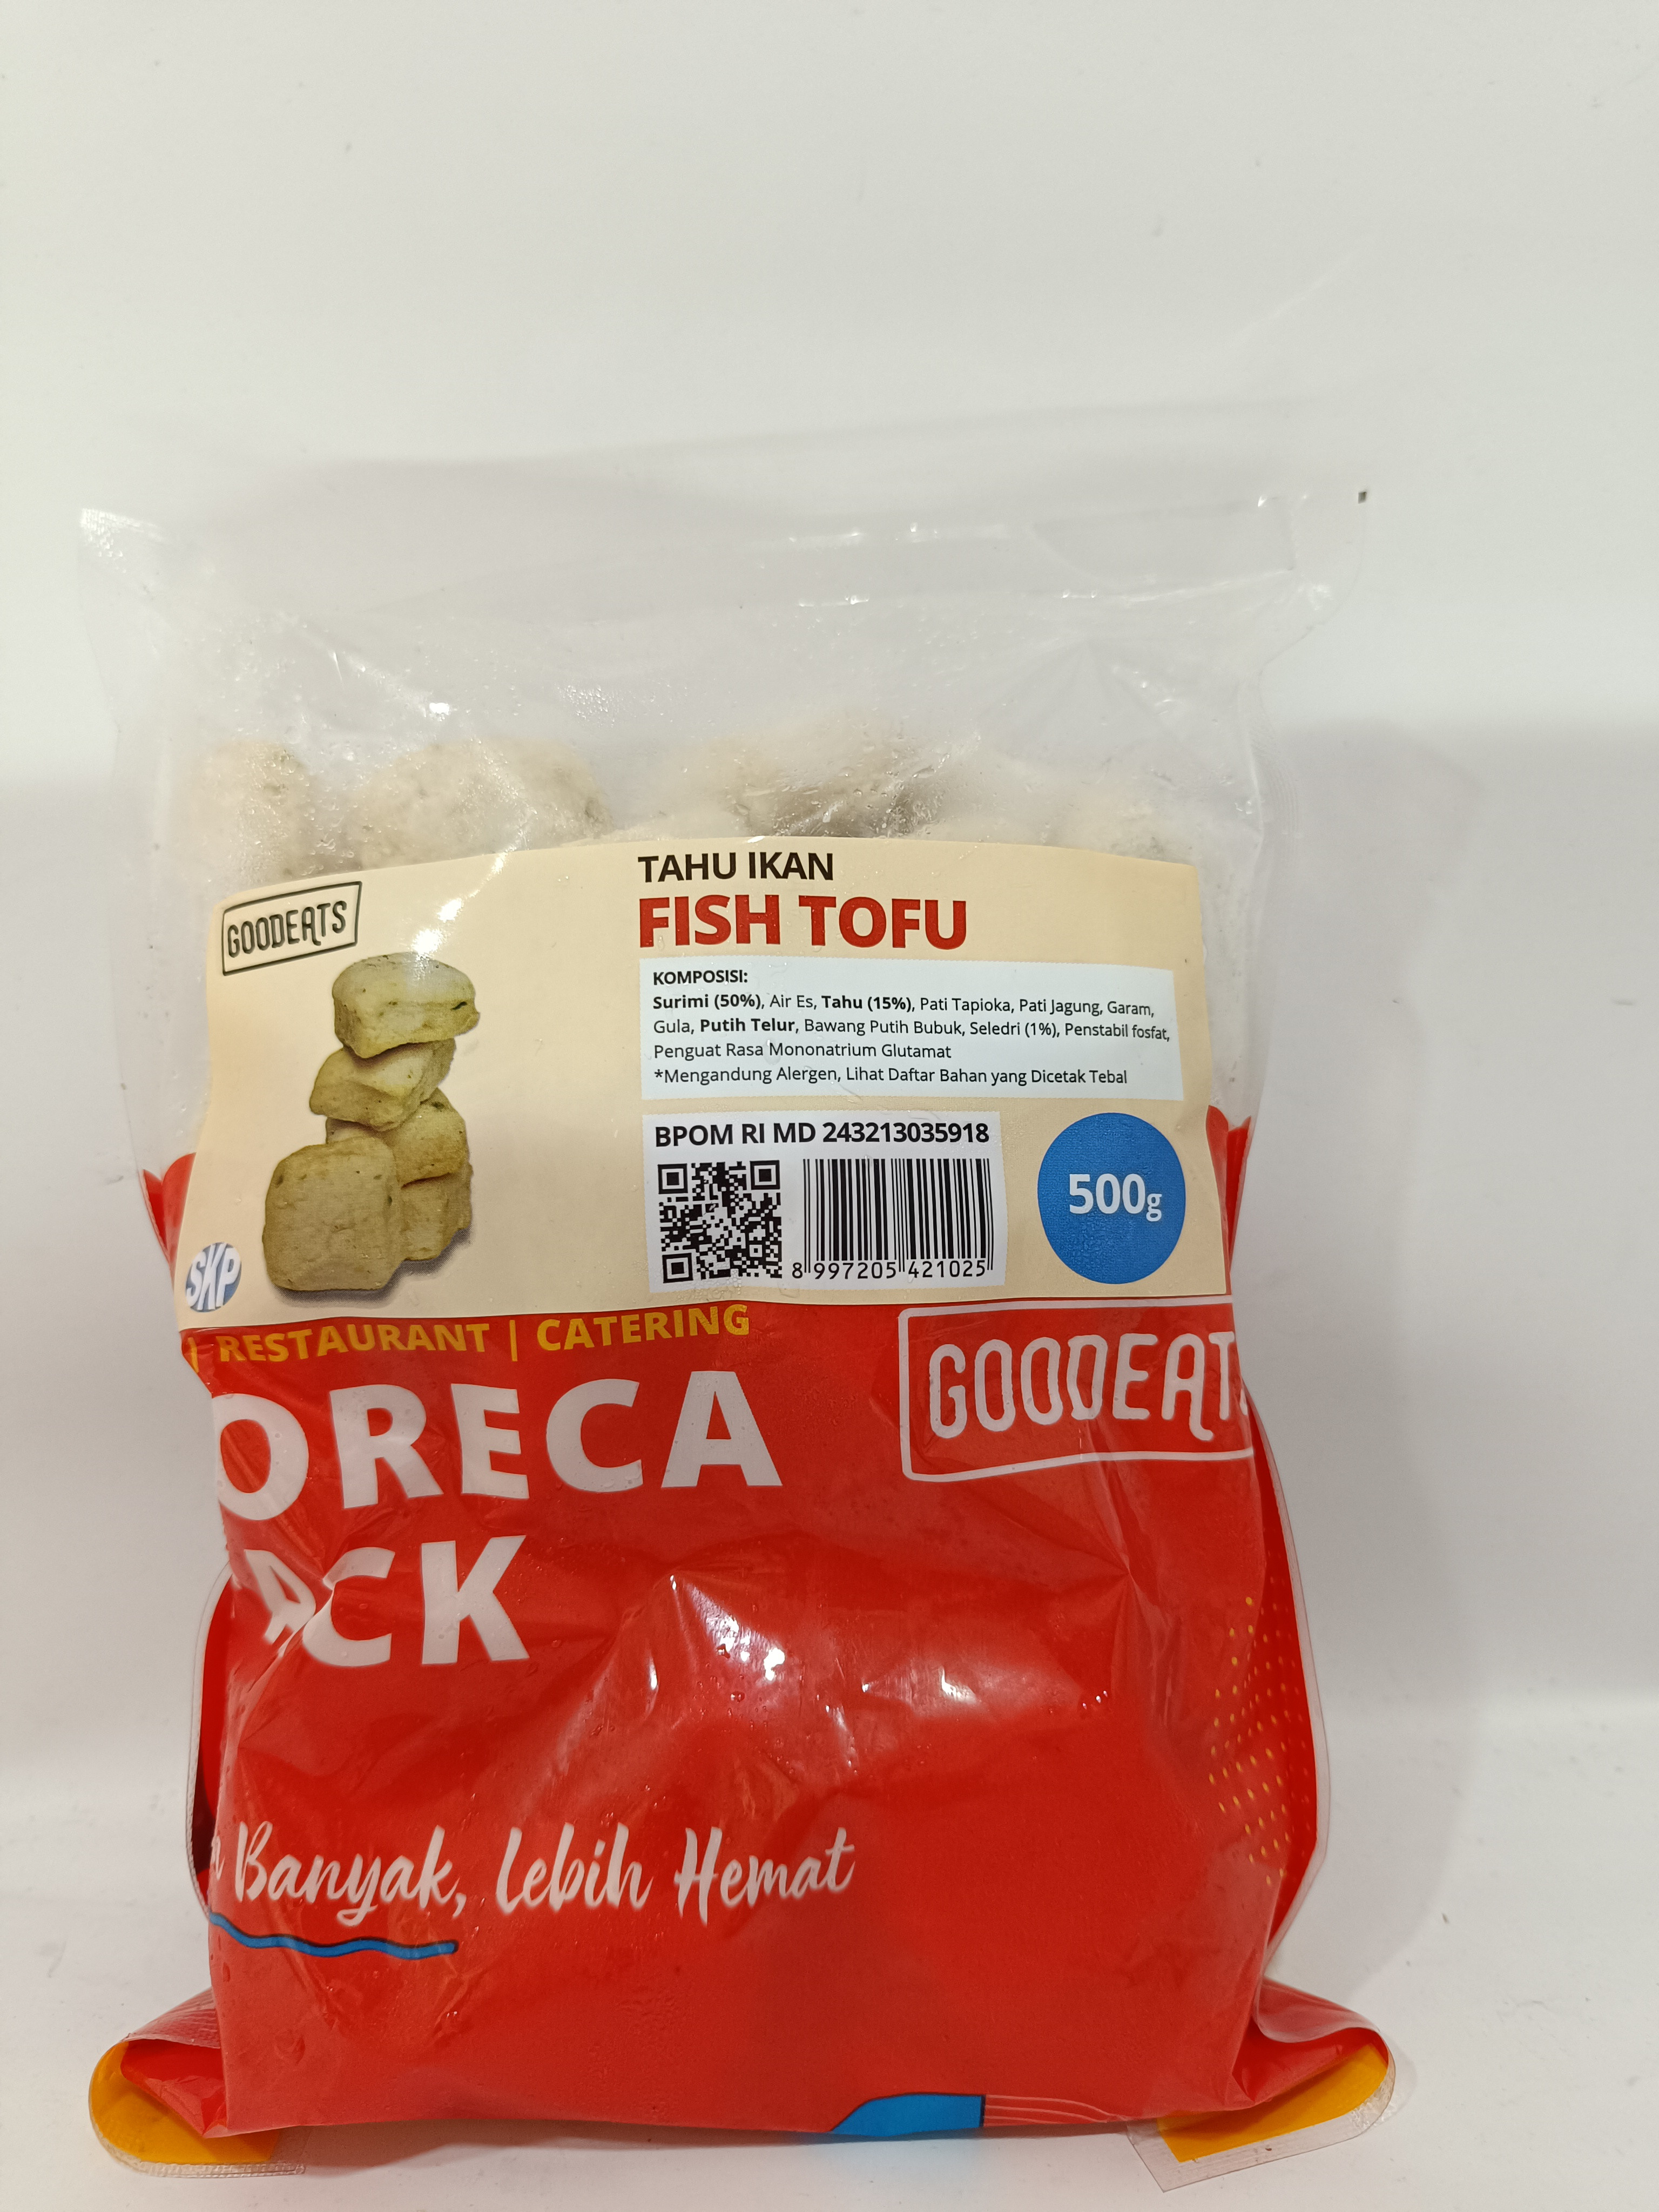 GOODEATS
TAHU IKAN
FISH TOFU
KOMPOSISI:
Surimi (50%), Air Es, Tahu (15%), Pati Tapioka, Pati Jagung, Garam,
Gula, Putih Telur, Bawang Putih Bubuk, Seledri (1%), Penstabil fosfat,
Penguat Rasa Mononatrium Glutamat
*Mengandung Alergen, Lihat Daftar Bahan yang Dicetak Tebal
BPOM RI MD 243213035918
8 997205 421025
500g
SKP
| RESTAURANT | CATERING
GOODEAT
ORECA
ACK
Banyak, Lebih Hemat